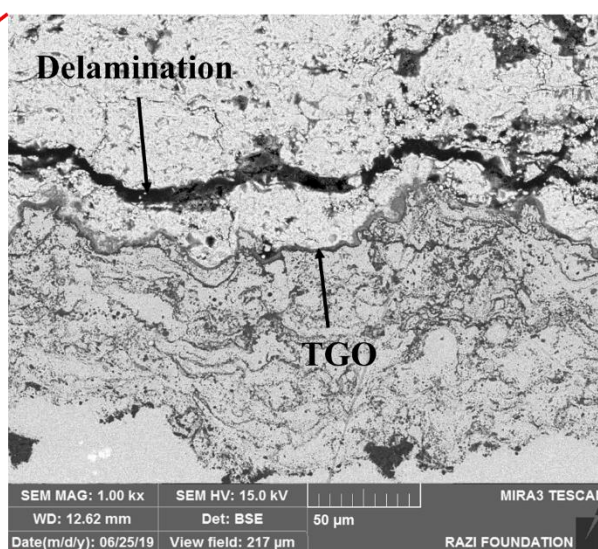 Delamination
TGO
SEM MAG: 1.00 kx SEM HV: 15.0 kV MIRA3 TESCA
WD: 12.62 mm Det: BSE 50 µm
Date(m/d/y): 06/25/19 View field: 217 µm RAZI FOUNDATION